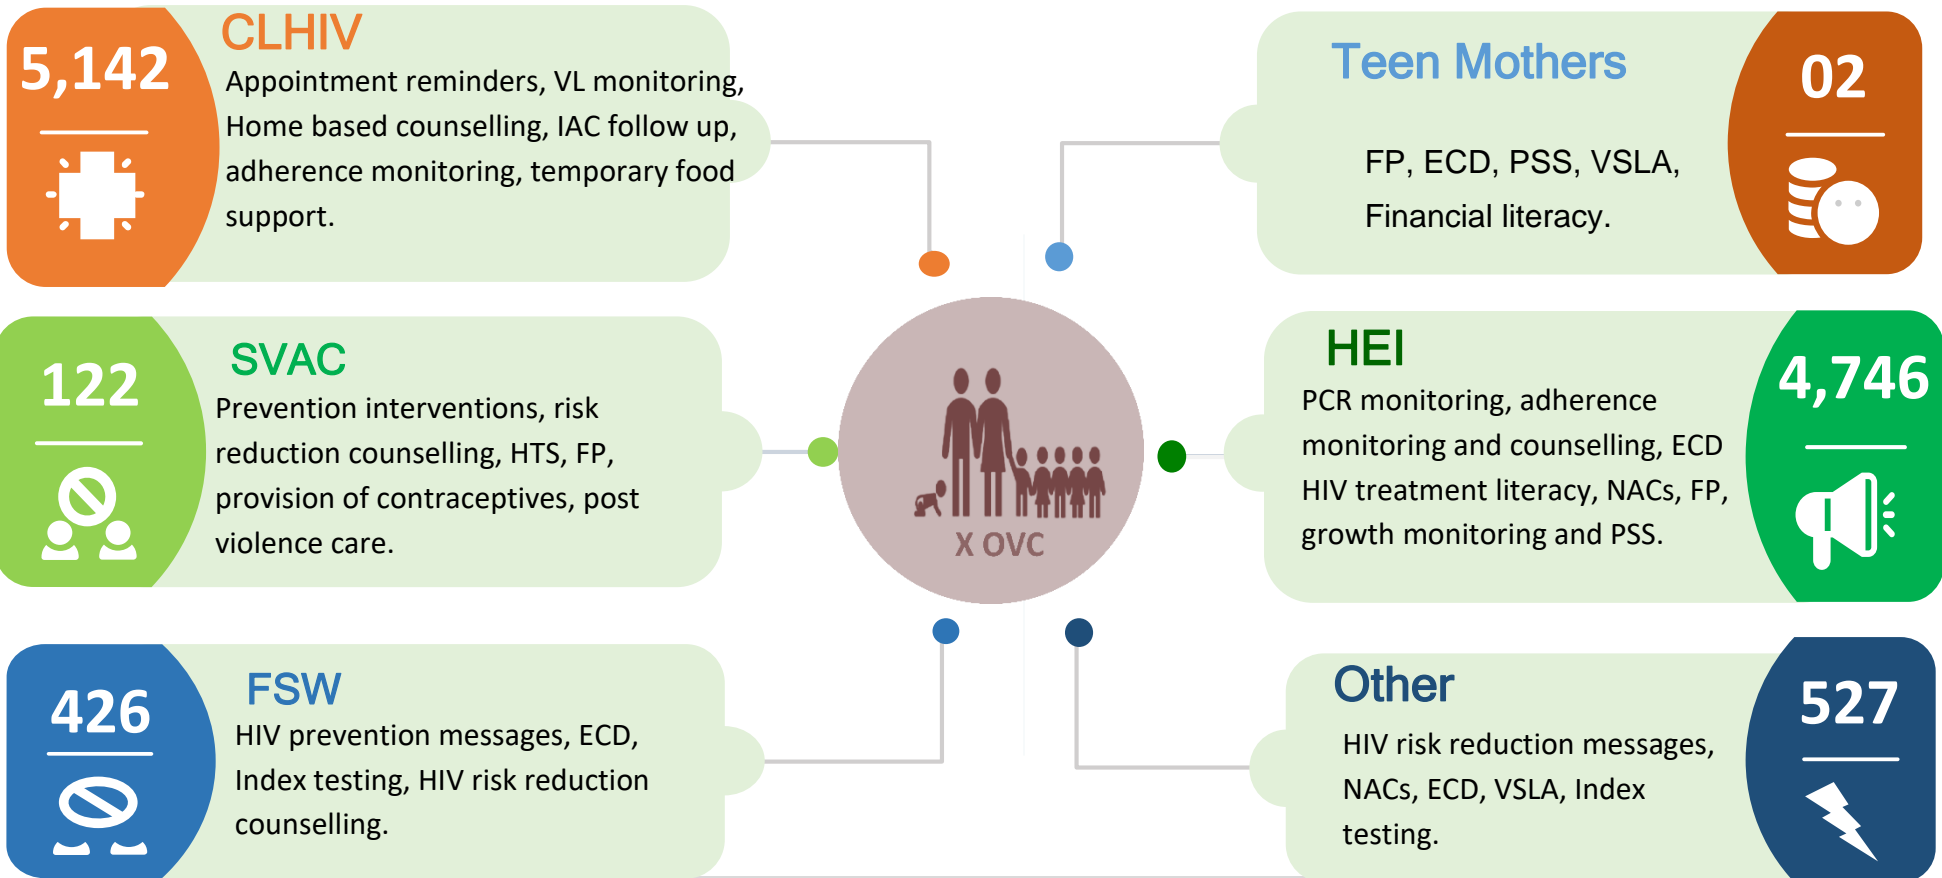 5,142
CLHIV
Appointment reminders, VL monitoring,
Home based counselling, IAC follow up,
adherence monitoring, temporary food
support.
Teen Mothers
02
FP, ECD, PSS, VSLA,
Financial literacy.
122
SVAC
Prevention interventions, risk
reduction counselling, HTS, FP,
provision of contraceptives, post
violence care.
X OVC
HEI
4,746
PCR monitoring, adherence
monitoring and counselling, ECD
HIV treatment literacy, NACs, FP,
growth monitoring and PSS.
426
FSW
HIV prevention messages, ECD,
Index testing, HIV risk reduction
counselling.
Other
527
HIV risk reduction messages,
NACs, ECD, VSLA, Index
testing.